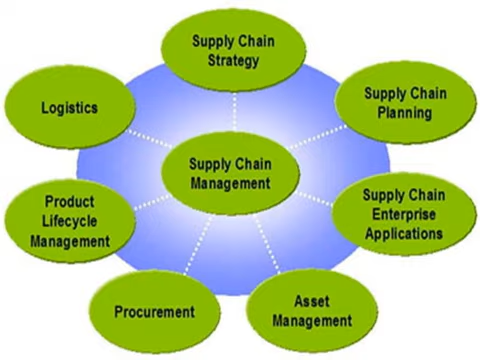 Supply Chain
Strategy
Logistics
Supply Chain
Planning
Supply Chain
Management
Product
Lifecycle
Management
Supply Chain
Enterprise
Applications
Procurement
Asset
Management